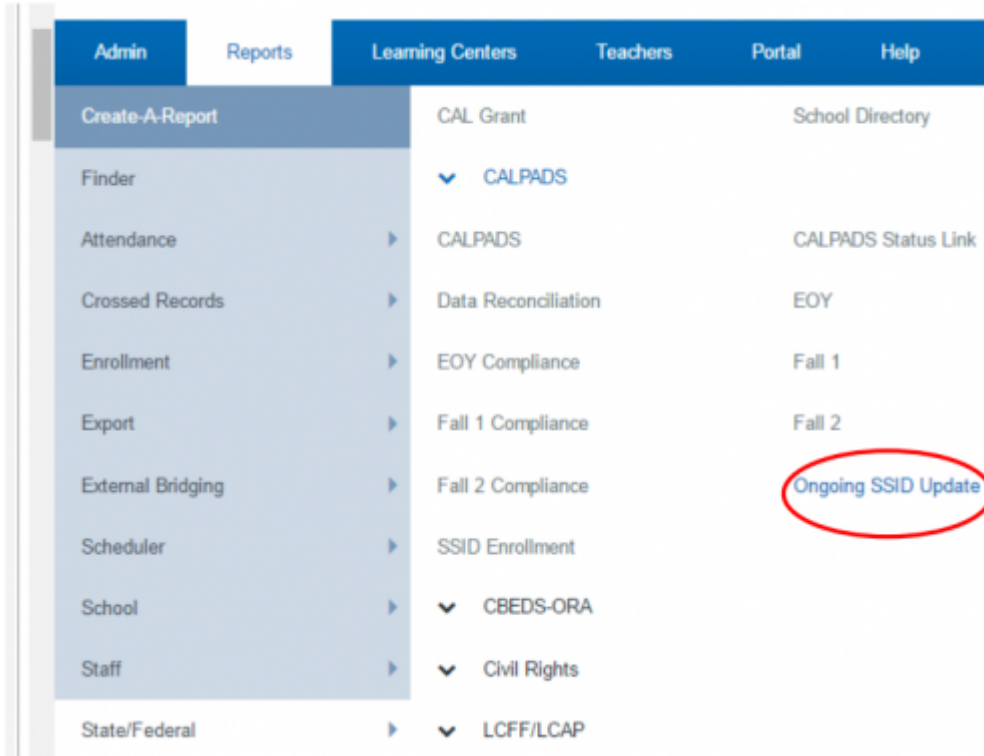 Admin Reports Learning Centers Teachers Portal Help
Create-A-Report CAL Grant School Directory
Finder CALPADS
Attendance CALPADS CALPADS Status Link
Crossed Records Data Reconciliation EOY
Enrollment EOY Compliance Fall 1
Export Fall 1 Compliance Fall 2
External Bridging Fall 2 Compliance Ongoing SSID Update
Scheduler SSID Enrollment
School CBEDS-ORA
Staff Civil Rights
State/Federal LCFF/LCAP